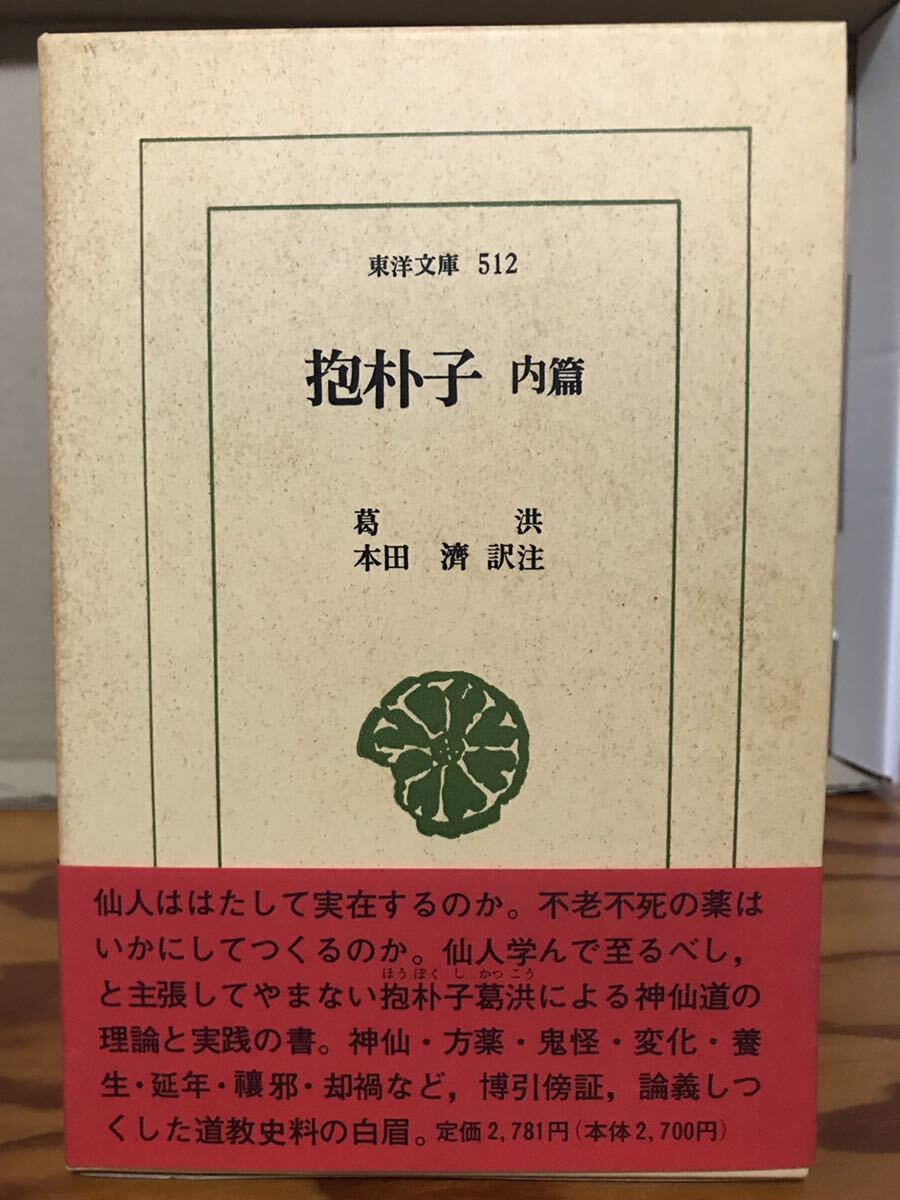 東洋文庫 512
抱朴子 内篇
葛 洪
本田 濟 訳注
仙人ははたして実在するのか。不老不死の薬は
いかにしてつくるのか。仙人学んで至るべし，
ほう ぼく し かつ こう
と主張してやまない抱朴子葛洪による神仙道の
理論と実践の書。神仙・方薬・鬼怪・変化・養
生・延年・禳邪・却禍など，博引傍証，論義しつ
くした道教史料の白眉。定価2,781円（本体2,700円）